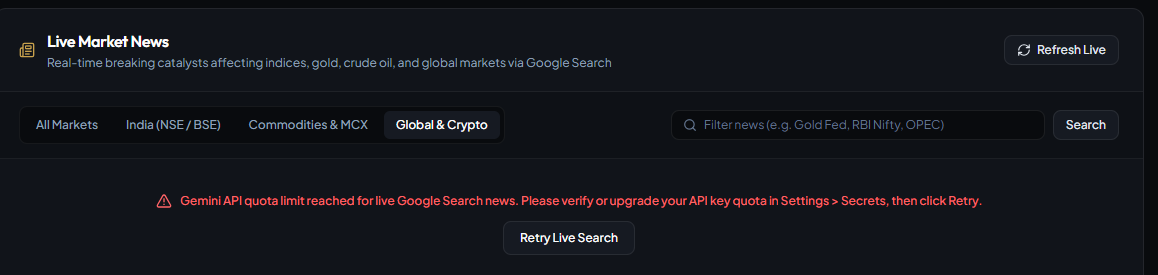 Live Market News
Real-time breaking catalysts affecting indices, gold, crude oil, and global markets via Google Search
Refresh Live
All Markets
India (NSE / BSE)
Commodities & MCX
Global & Crypto
Filter news (e.g. Gold Fed, RBI Nifty, OPEC)
Search
Gemini API quota limit reached for live Google Search news. Please verify or upgrade your API key quota in Settings > Secrets, then click Retry.
Retry Live Search